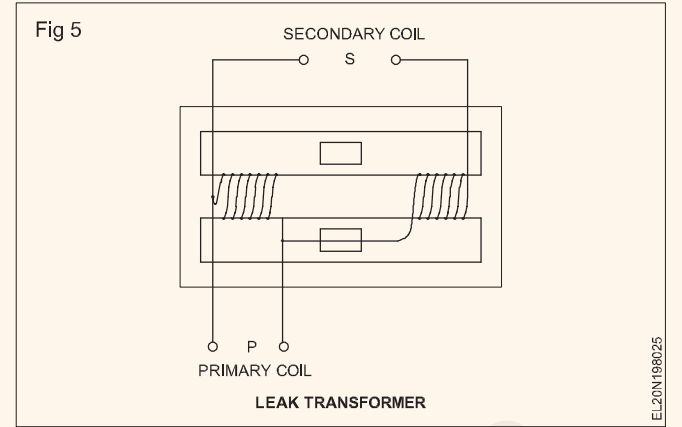 Fig 5
SECONDARY COIL
S
P
PRIMARY COIL
LEAK TRANSFORMER
EL20N198025